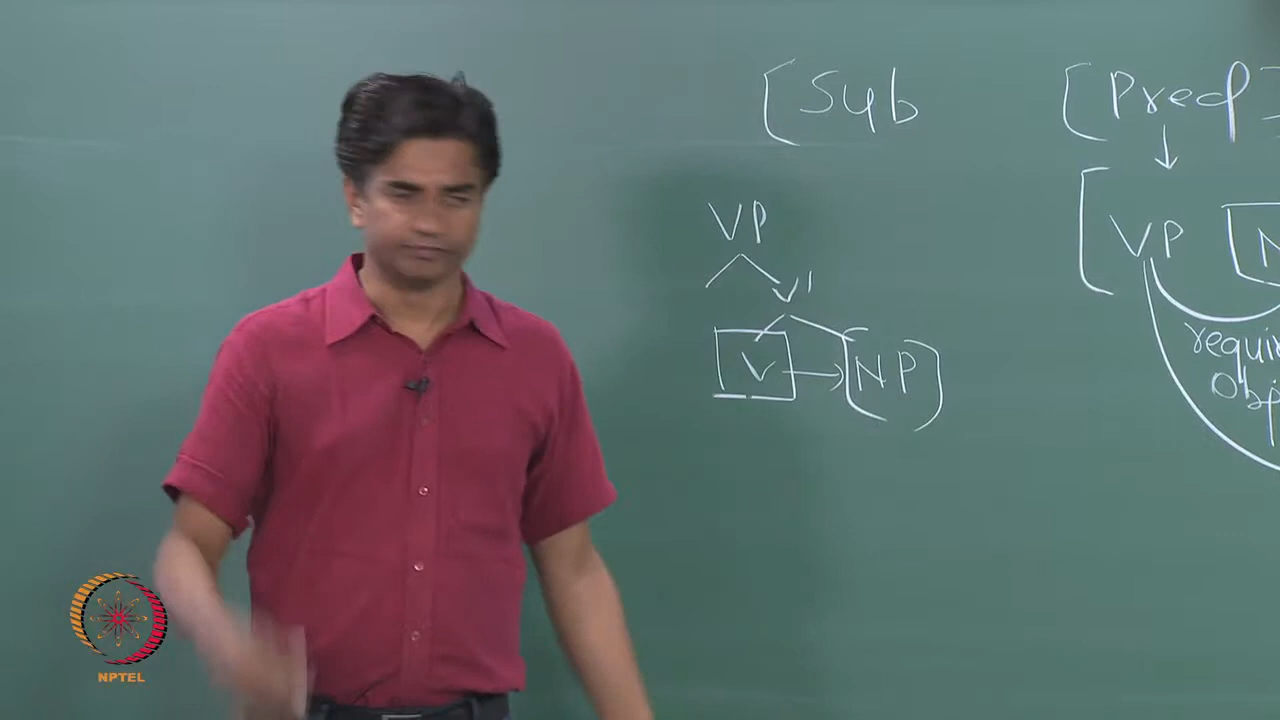 [Sub [Pred]
VP
V'
V → [NP]
[VP [N
requi
Obj
NPTEL